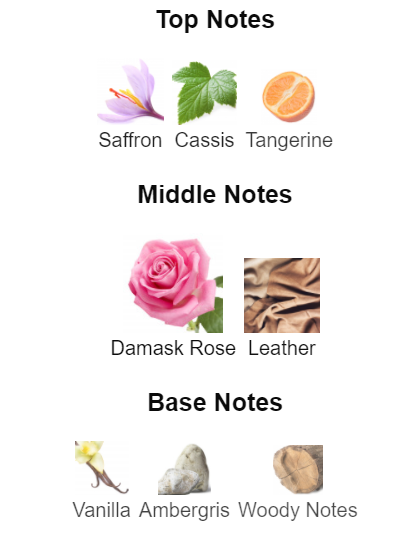 Top Notes
Saffron Cassis Tangerine
Middle Notes
Damask Rose Leather
Base Notes
Vanilla Ambergris Woody Notes